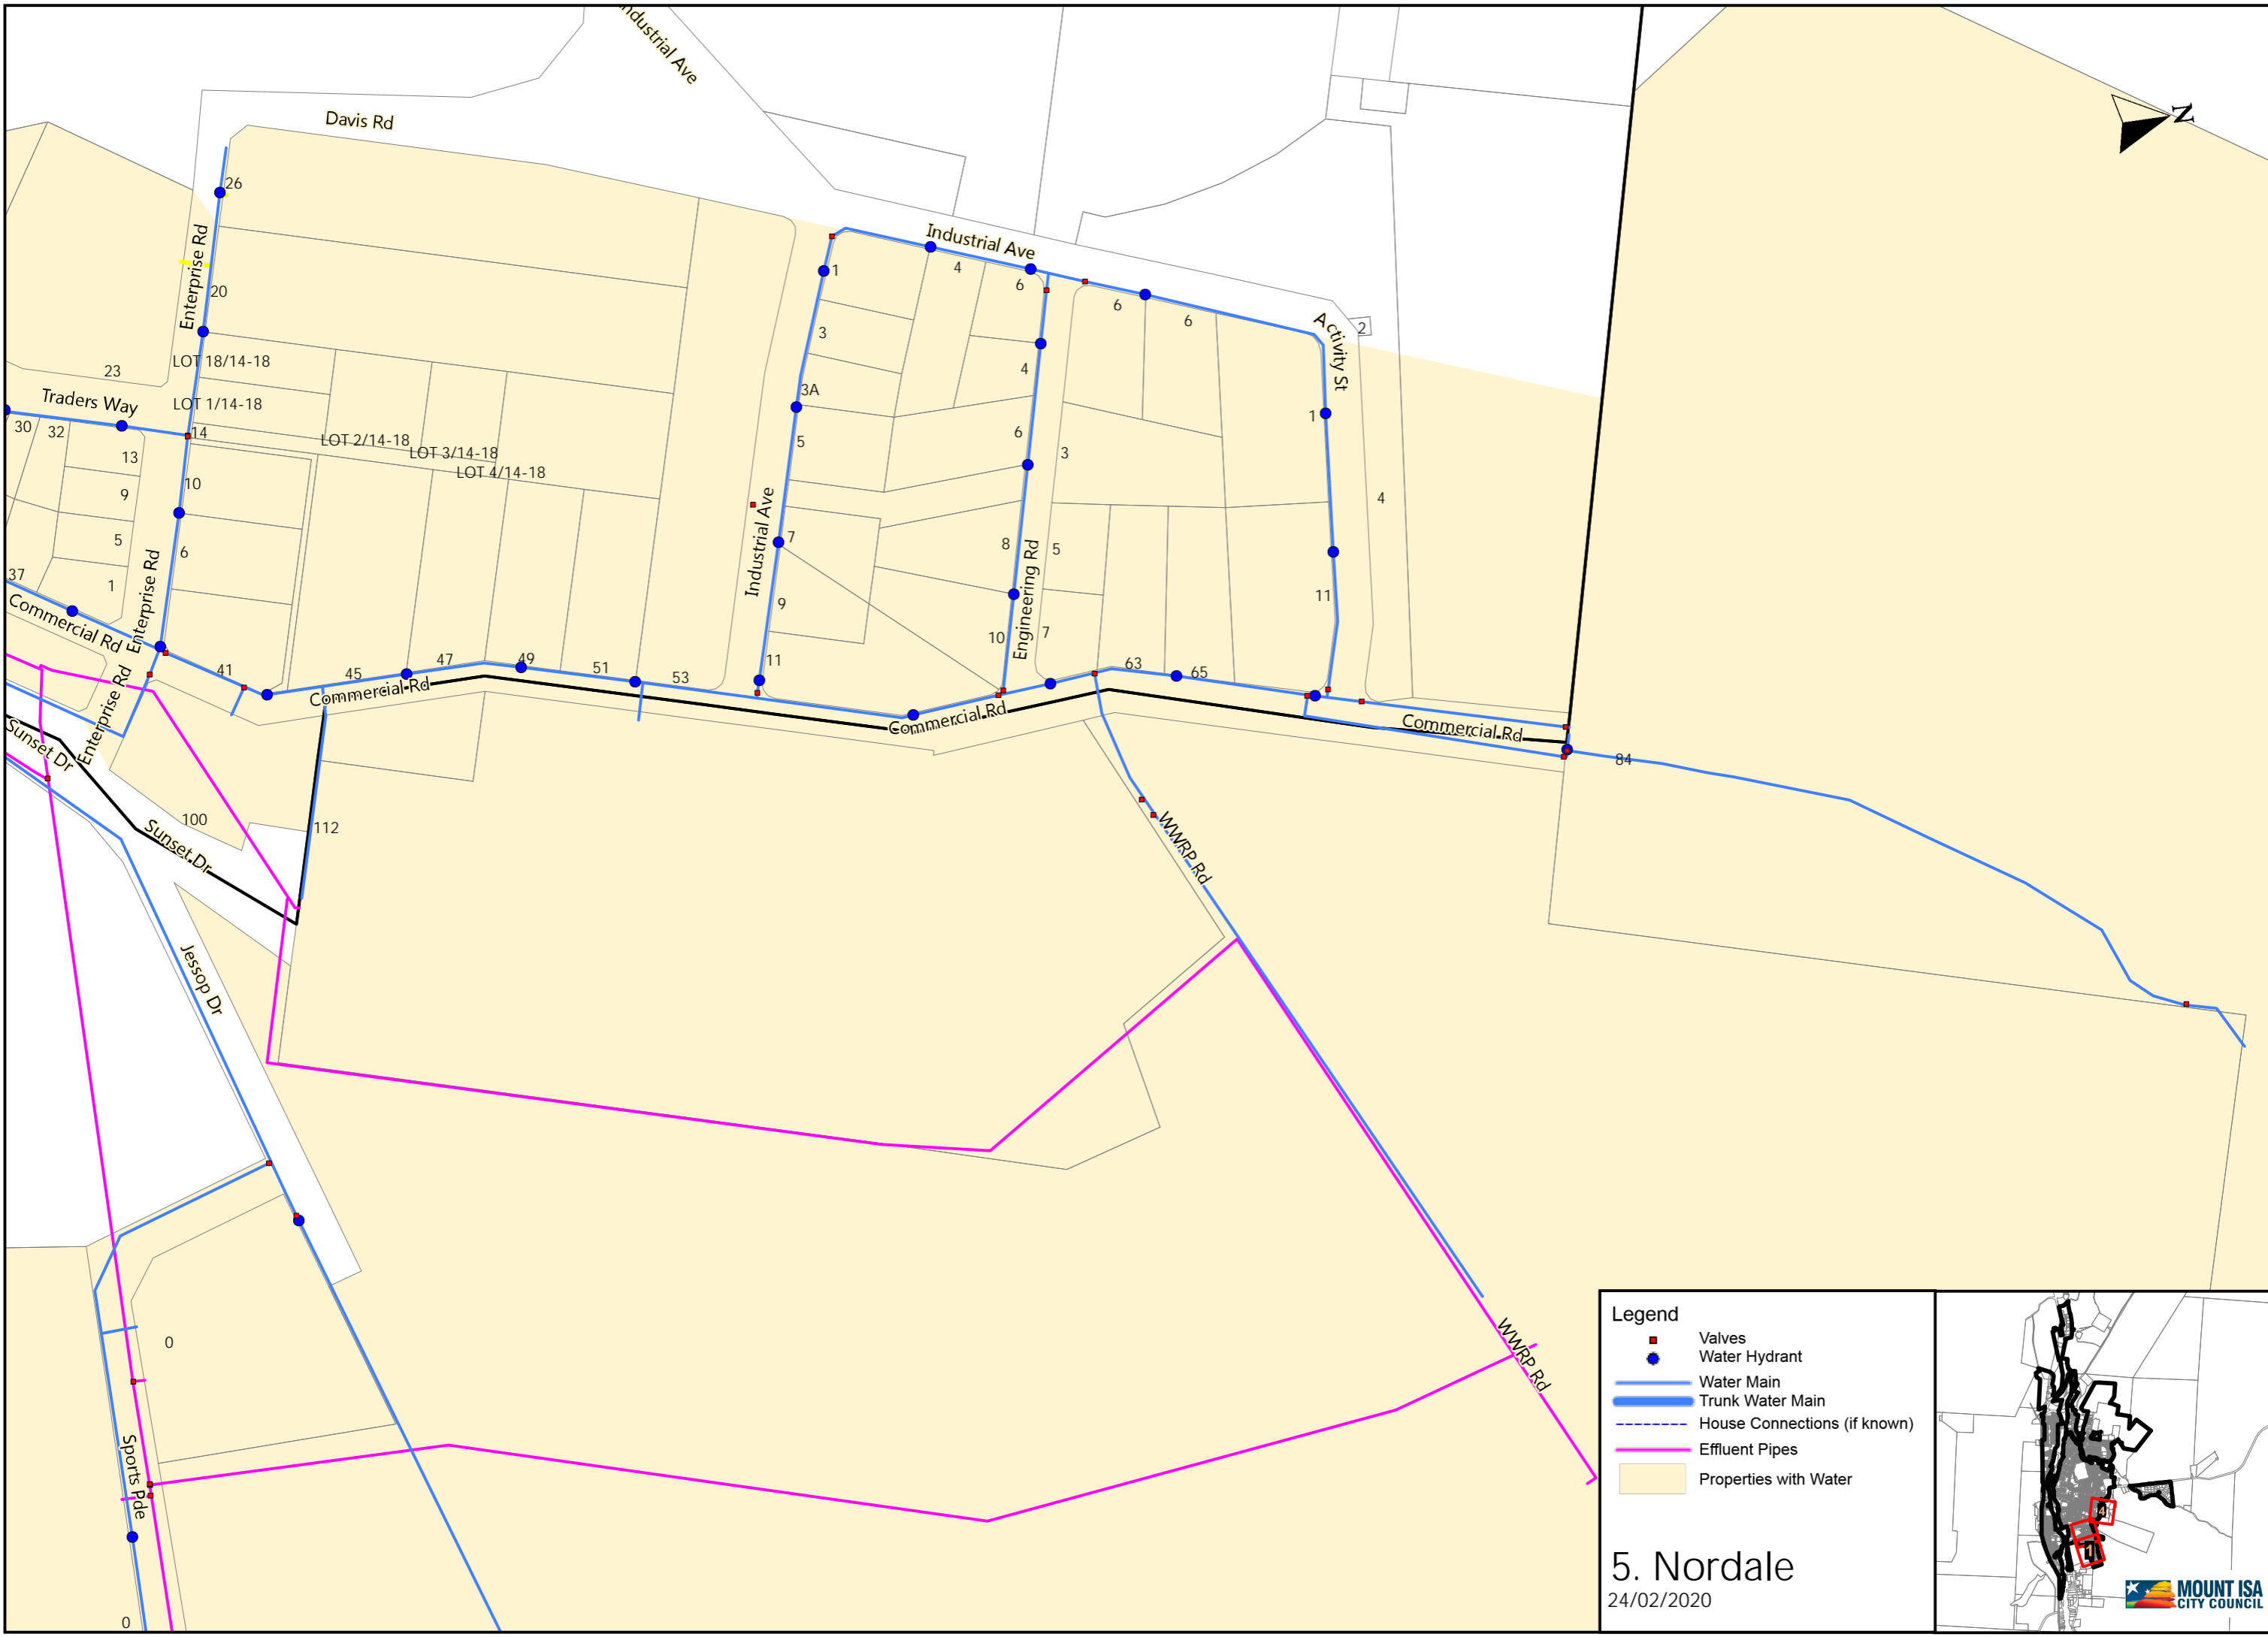 Industrial Ave
Davis Rd
N
26
Enterprise Rd
20
Industrial Ave
1
4
6
6
6
2
Activity St
3
LOT 18/14-18
23
Traders Way
LOT 1/14-18
3A
4
1
30
32
14
LOT 2/14-18
LOT 3/14-18
LOT 4/14-18
5
6
3
13
9
10
4
5
6
7
8
5
37
1
Commercial Rd
Enterprise Rd
Industrial Ave
9
Engineering Rd
11
10
7
41
45
47
49
51
53
11
63
65
Enterprise Rd
Commercial Rd
Commercial Rd
Commercial Rd
Sunset Dr
84
100
112
Sunset Dr
WWRP Rd
Jessop Dr
0
WWRP Rd
Sports Pde
0
Legend
Valves
Water Hydrant
Water Main
Trunk Water Main
House Connections (if known)
Effluent Pipes
Properties with Water
5. Nordale
24/02/2020
4
MOUNT ISA
CITY COUNCIL